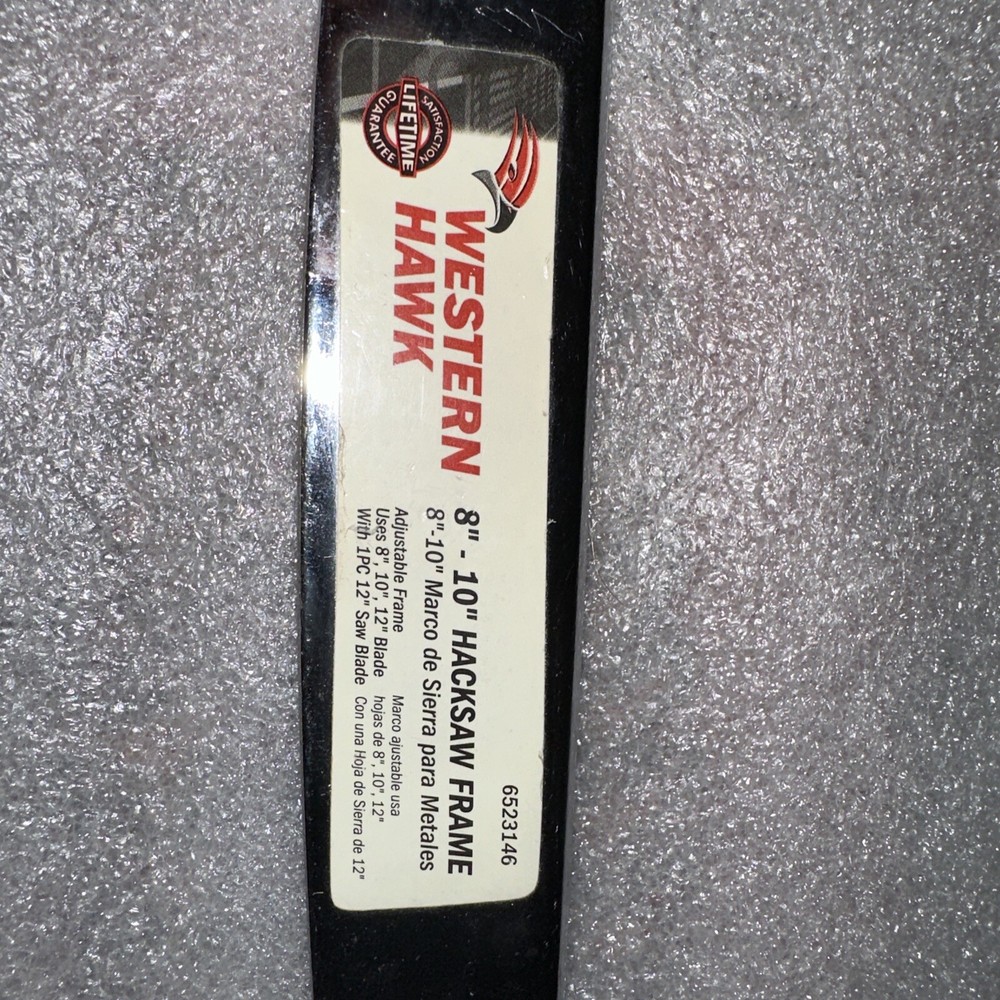 SATISFACTION
LIFETIME
GUARANTEE
WESTERN
HAWK
6523146
8" - 10" HACKSAW FRAME
8"-10" Marco de Sierra para Metales
Adjustable Frame
Uses 8", 10", 12" Blade
With 1PC 12" Saw Blade
Marco ajustable usa
hojas de 8", 10", 12"
Con una Hoja de Sierra de 12"